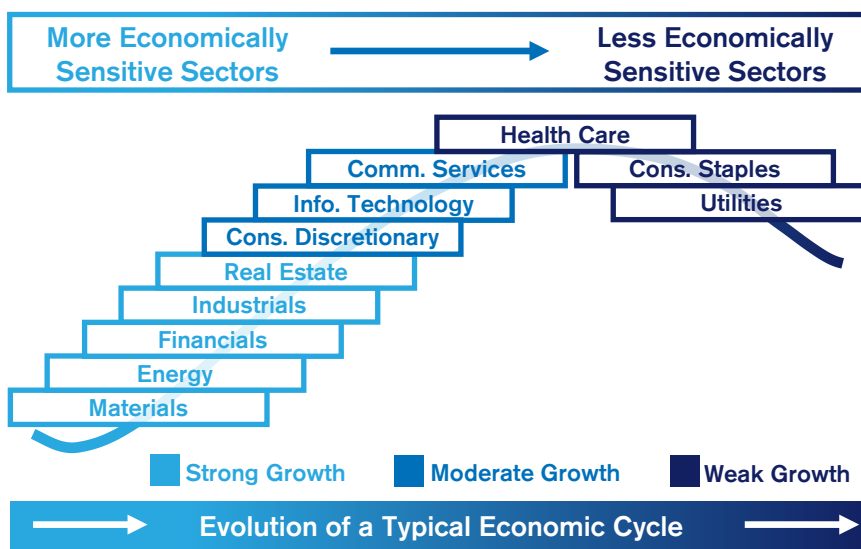 More Economically
Sensitive Sectors
Less Economically
Sensitive Sectors
Health Care
Comm. Services
Cons. Staples
Info. Technology
Utilities
Cons. Discretionary
Real Estate
Industrials
Financials
Energy
Materials
Strong Growth
Moderate Growth
Weak Growth
Evolution of a Typical Economic Cycle